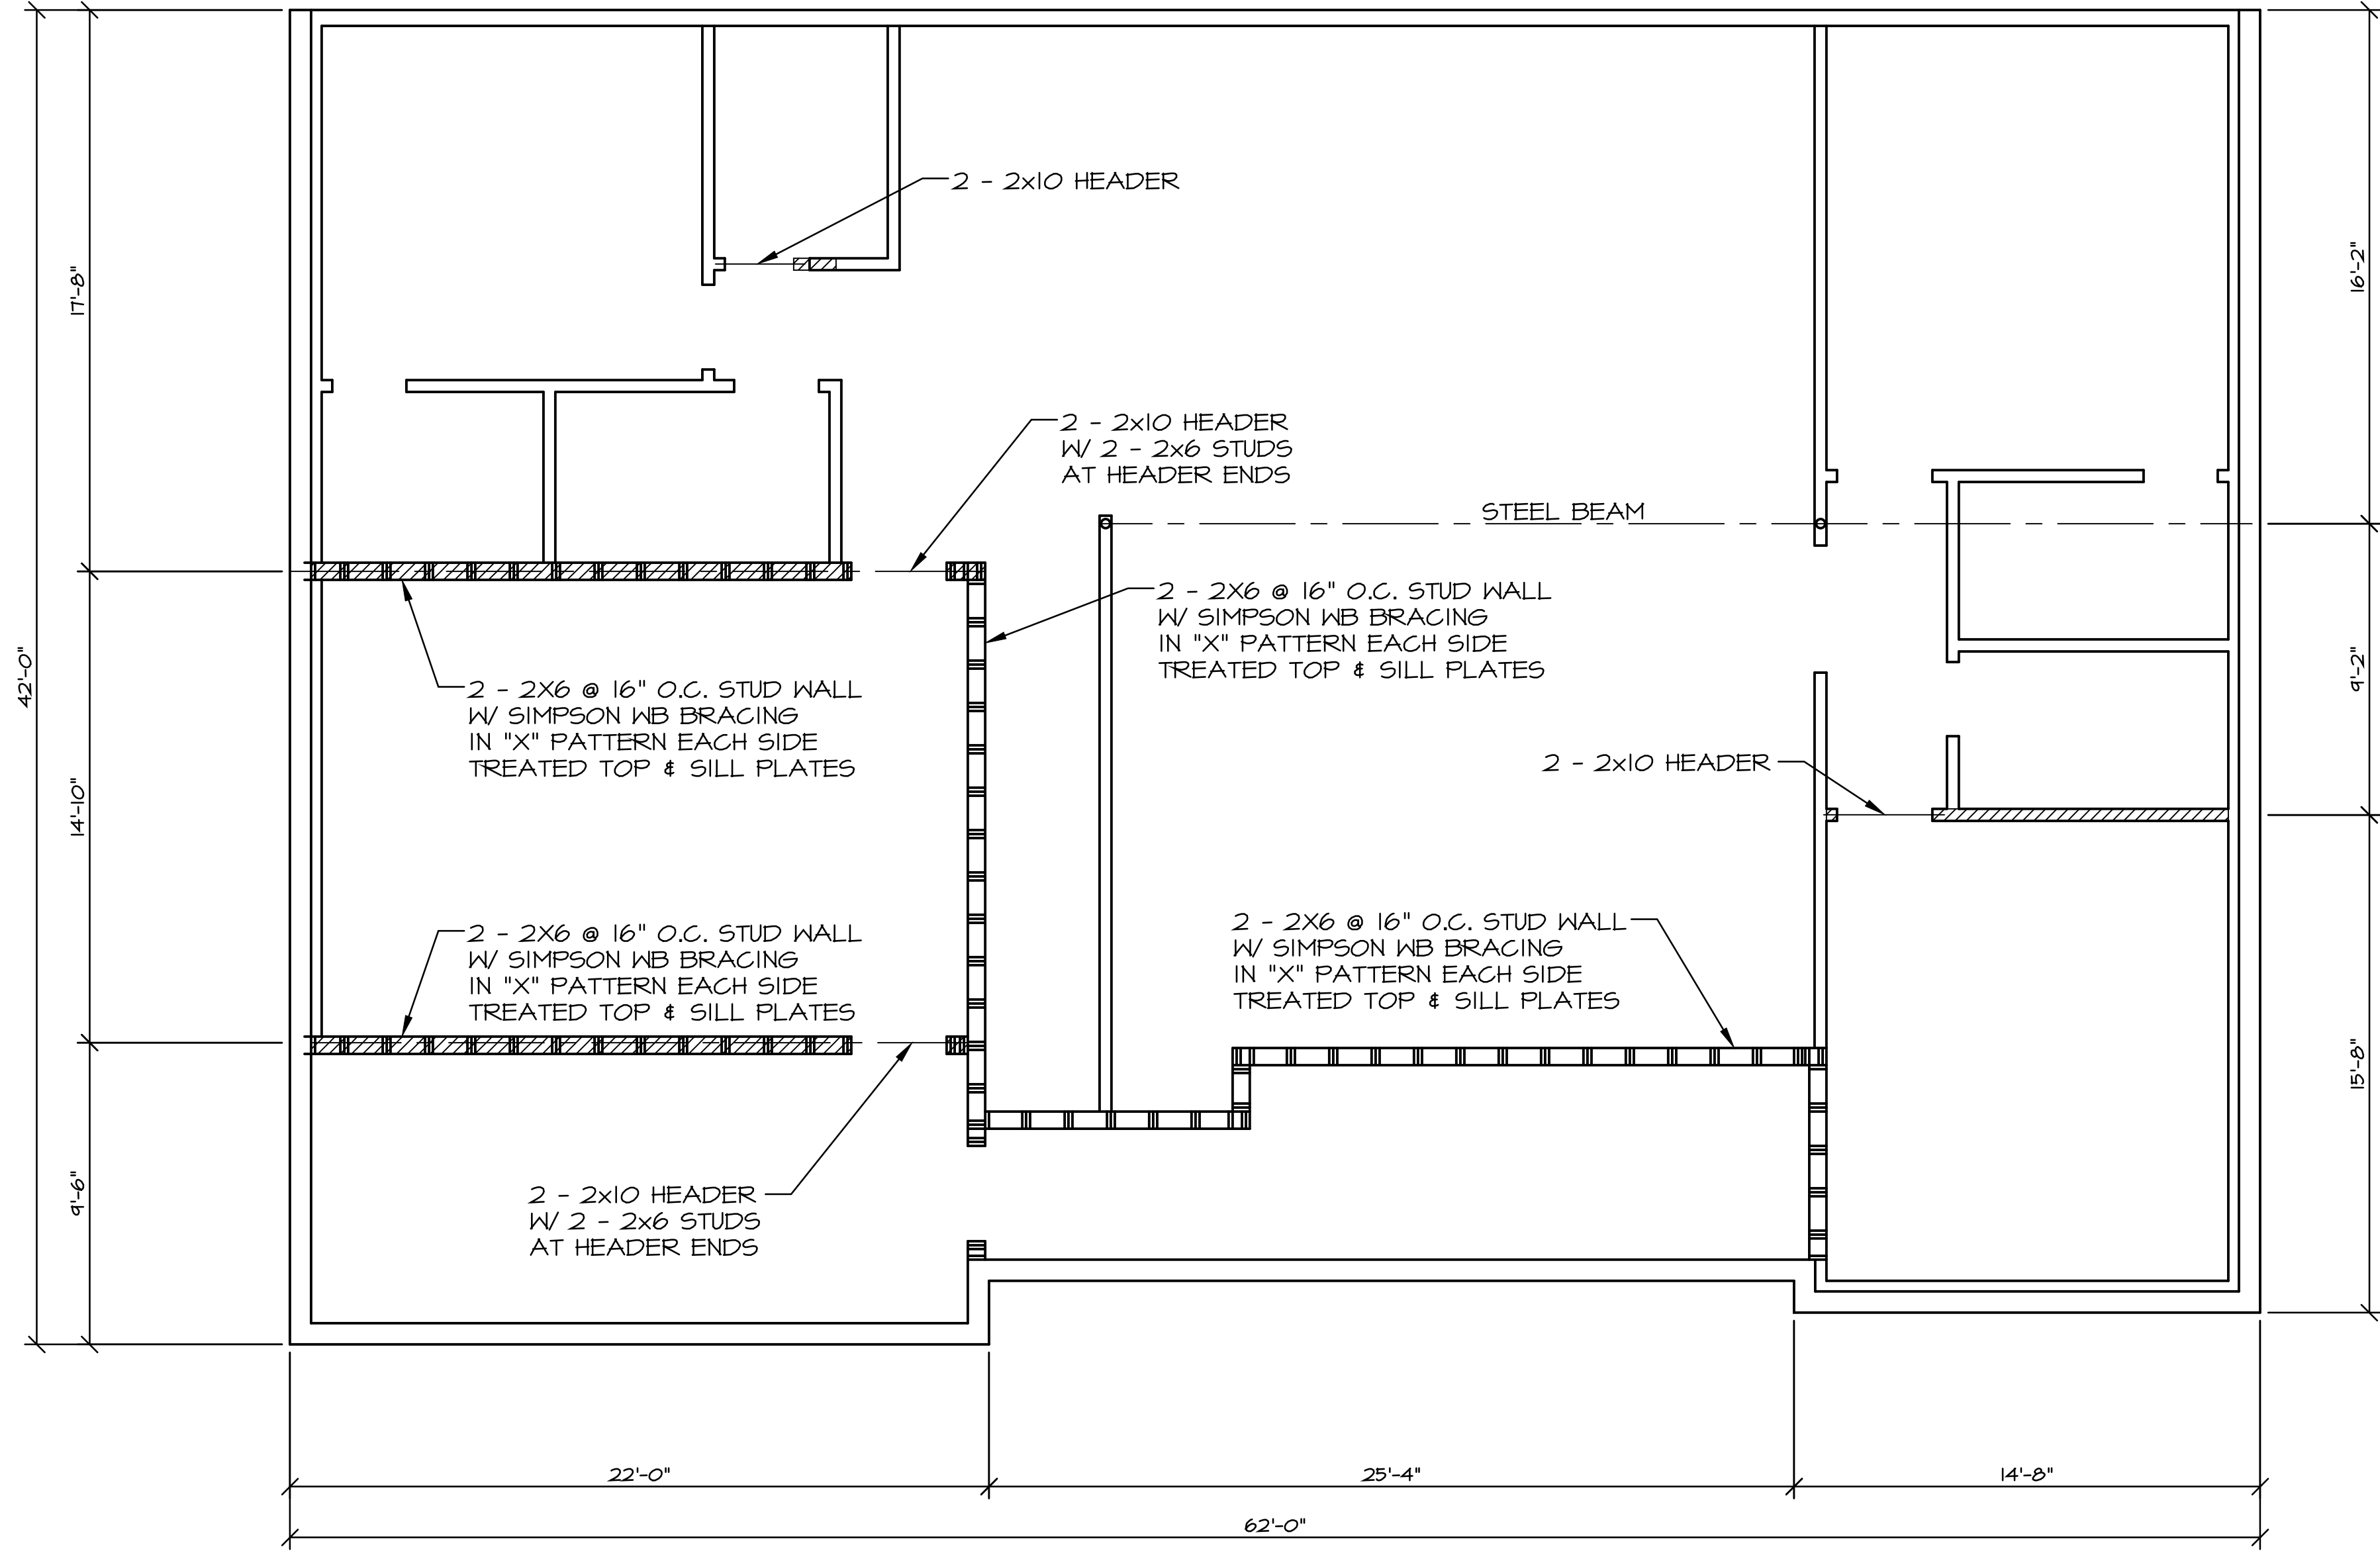 2 - 2x10 HEADER
17'-8"
16'-2"
2 - 2x10 HEADER
W/ 2 - 2x6 STUDS
AT HEADER ENDS
STEEL BEAM
2 - 2X6 @ 16" O.C. STUD WALL
W/ SIMPSON WB BRACING
IN "X" PATTERN EACH SIDE
TREATED TOP & SILL PLATES
42'-0"
9'-2"
2 - 2X6 @ 16" O.C. STUD WALL
W/ SIMPSON WB BRACING
IN "X" PATTERN EACH SIDE
TREATED TOP & SILL PLATES
2 - 2x10 HEADER
14'-10"
2 - 2X6 @ 16" O.C. STUD WALL
W/ SIMPSON WB BRACING
IN "X" PATTERN EACH SIDE
TREATED TOP & SILL PLATES
2 - 2X6 @ 16" O.C. STUD WALL
W/ SIMPSON WB BRACING
IN "X" PATTERN EACH SIDE
TREATED TOP & SILL PLATES
15'-8"
9'-6"
2 - 2x10 HEADER
W/ 2 - 2x6 STUDS
AT HEADER ENDS
22'-0"
25'-4"
14'-8"
62'-0"